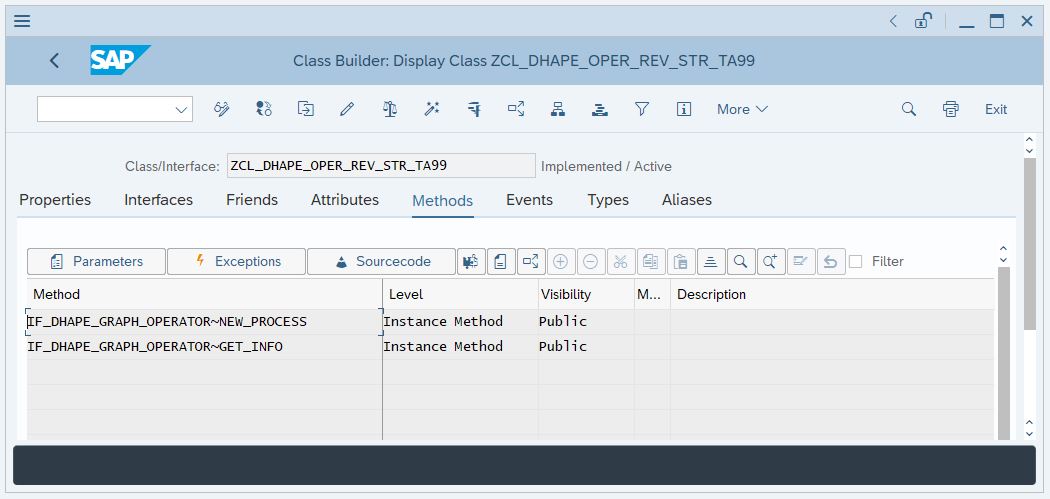 SAP
Class Builder: Display Class ZCL_DHAPE_OPER_REV_STR_TA99
More
Exit
Class/Interface: ZCL_DHAPE_OPER_REV_STR_TA99 Implemented / Active
Properties Interfaces Friends Attributes Methods Events Types Aliases
Parameters Exceptions Sourcecode Filter
Method Level Visibility M... Description
IF_DHAPE_GRAPH_OPERATOR~NEW_PROCESS Instance Method Public
IF_DHAPE_GRAPH_OPERATOR~GET_INFO Instance Method Public